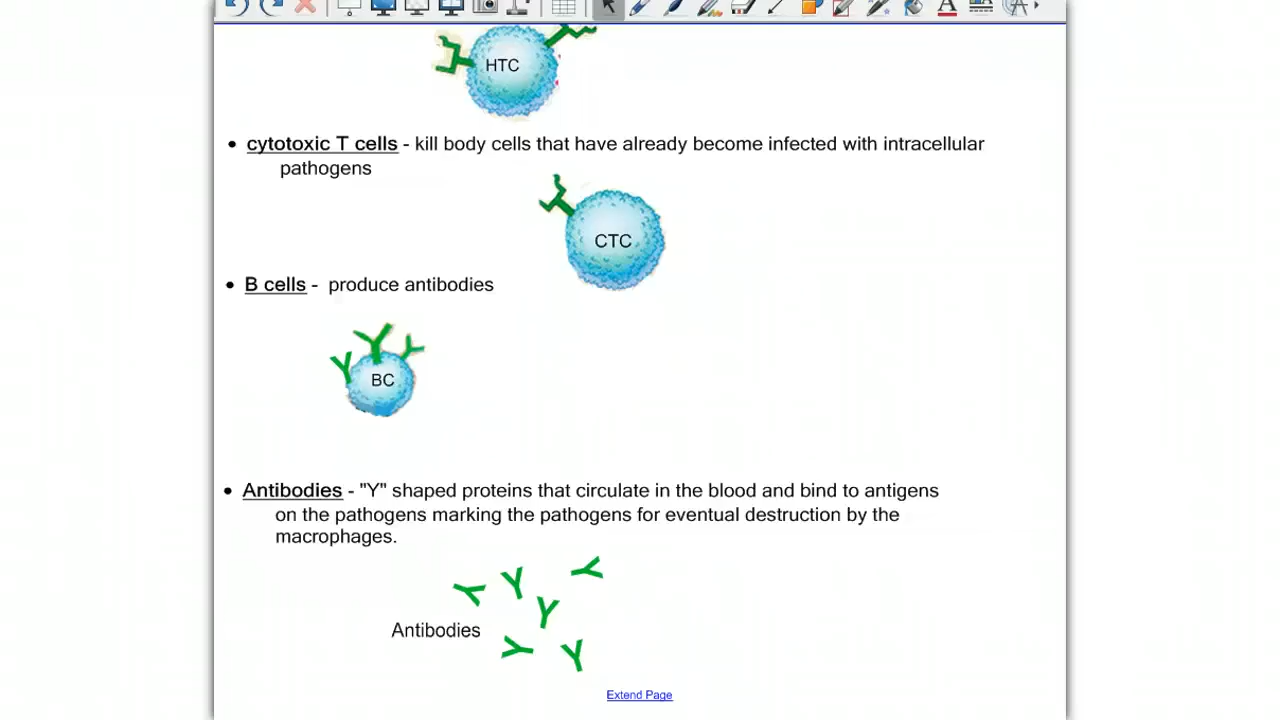 HTC
• cytotoxic T cells - kill body cells that have already become infected with intracellular
pathogens
CTC
• B cells - produce antibodies
BC
• Antibodies - "Y" shaped proteins that circulate in the blood and bind to antigens
on the pathogens marking the pathogens for eventual destruction by the
macrophages.
Antibodies
Extend Page